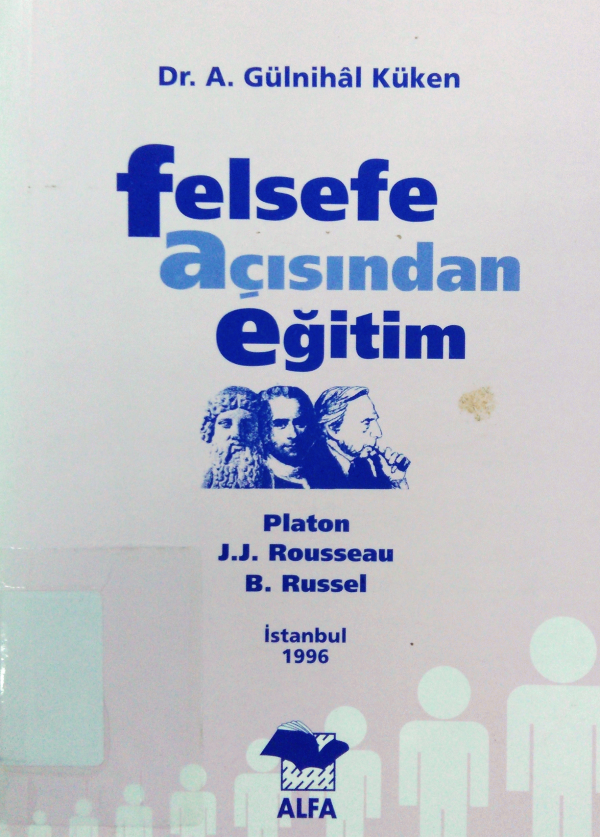 Dr. A. Gülnihâl Küken
felsefe
açısından
eğitim
Platon
J.J. Rousseau
B. Russel
İstanbul
1996
ALFA